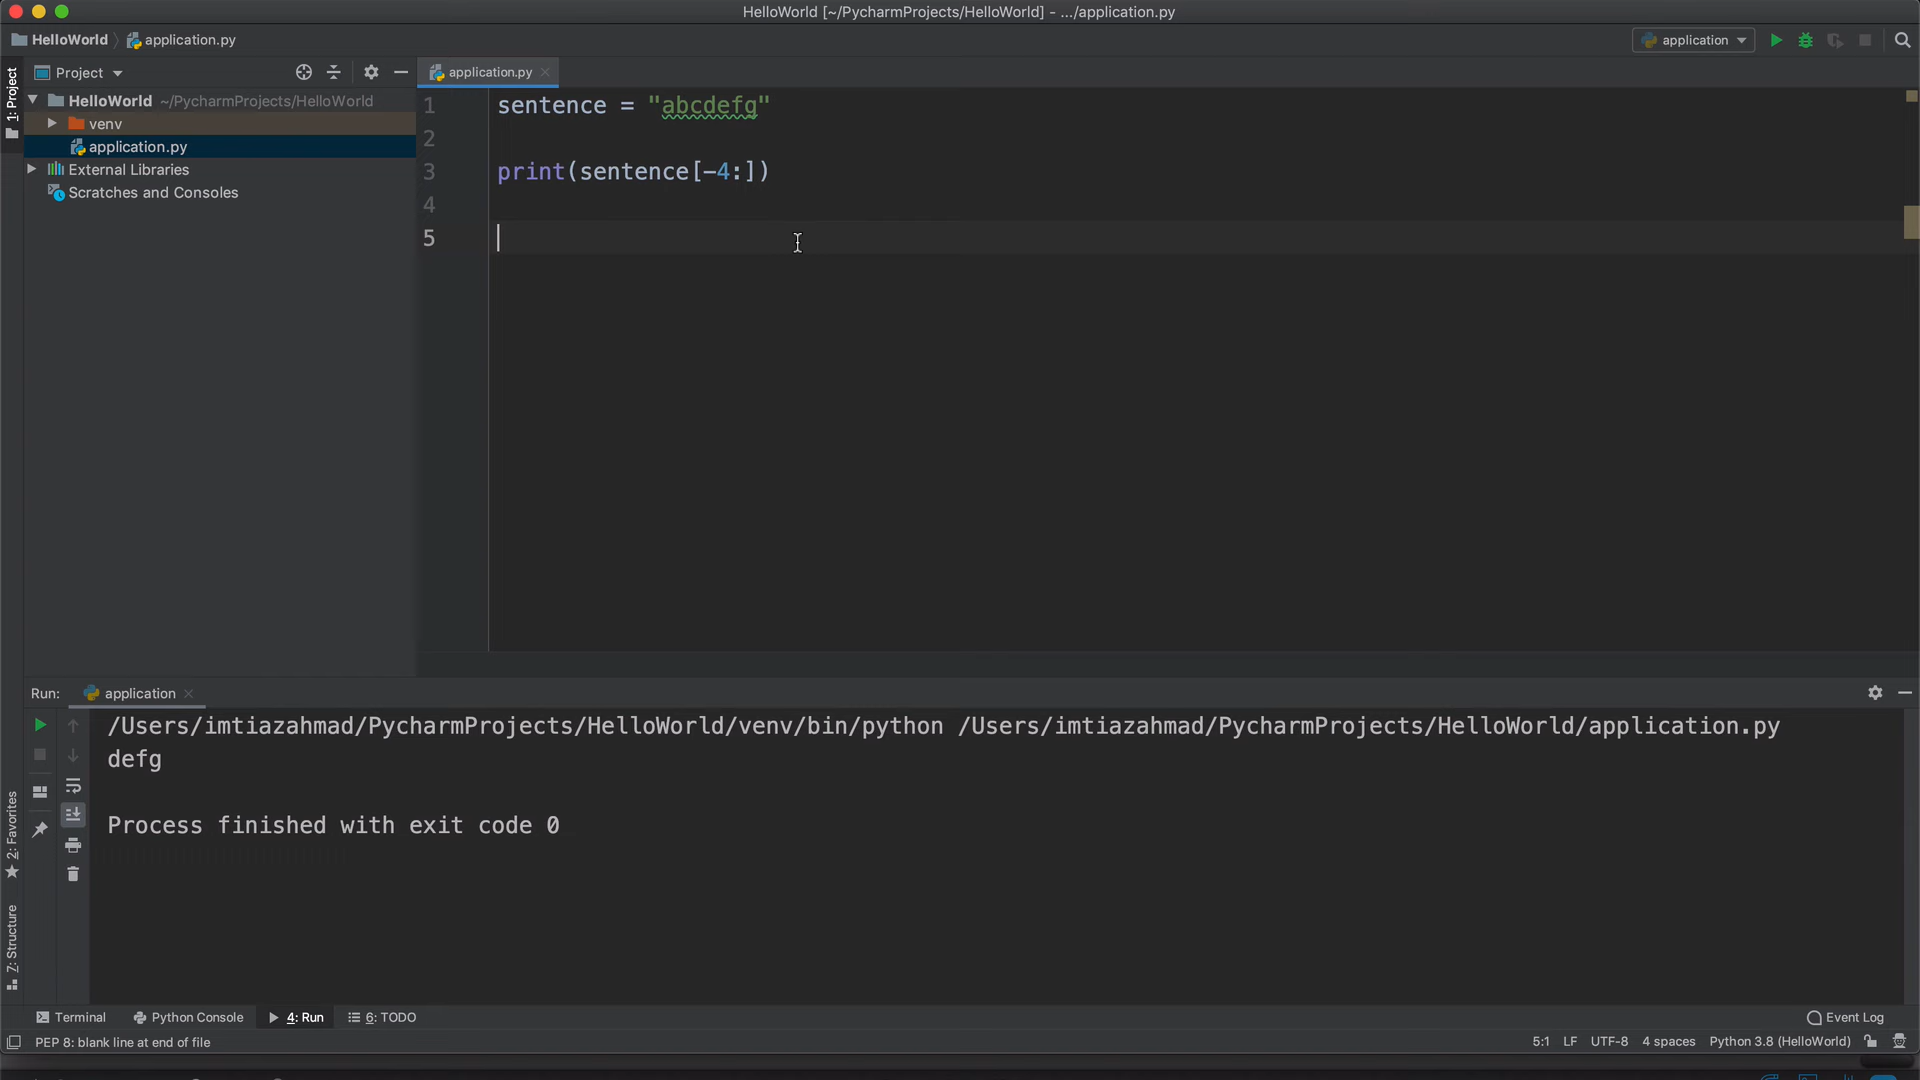 HelloWorld [~/PycharmProjects/HelloWorld] - .../application.py
HelloWorld application.py
application
1: Project
Project
application.py
HelloWorld ~/PycharmProjects/HelloWorld
venv
application.py
External Libraries
Scratches and Consoles
1 sentence = "abcdefg"
2
3 print(sentence[-4:])
4
5
Run: application
/Users/imtiazahmad/PycharmProjects/HelloWorld/venv/bin/python /Users/imtiazahmad/PycharmProjects/HelloWorld/application.py
defg
Process finished with exit code 0
2: Favorites
Z: Structure
Terminal Python Console 4: Run 6: TODO Event Log
PEP 8: blank line at end of file 5:1 LF UTF-8 4 spaces Python 3.8 (HelloWorld)